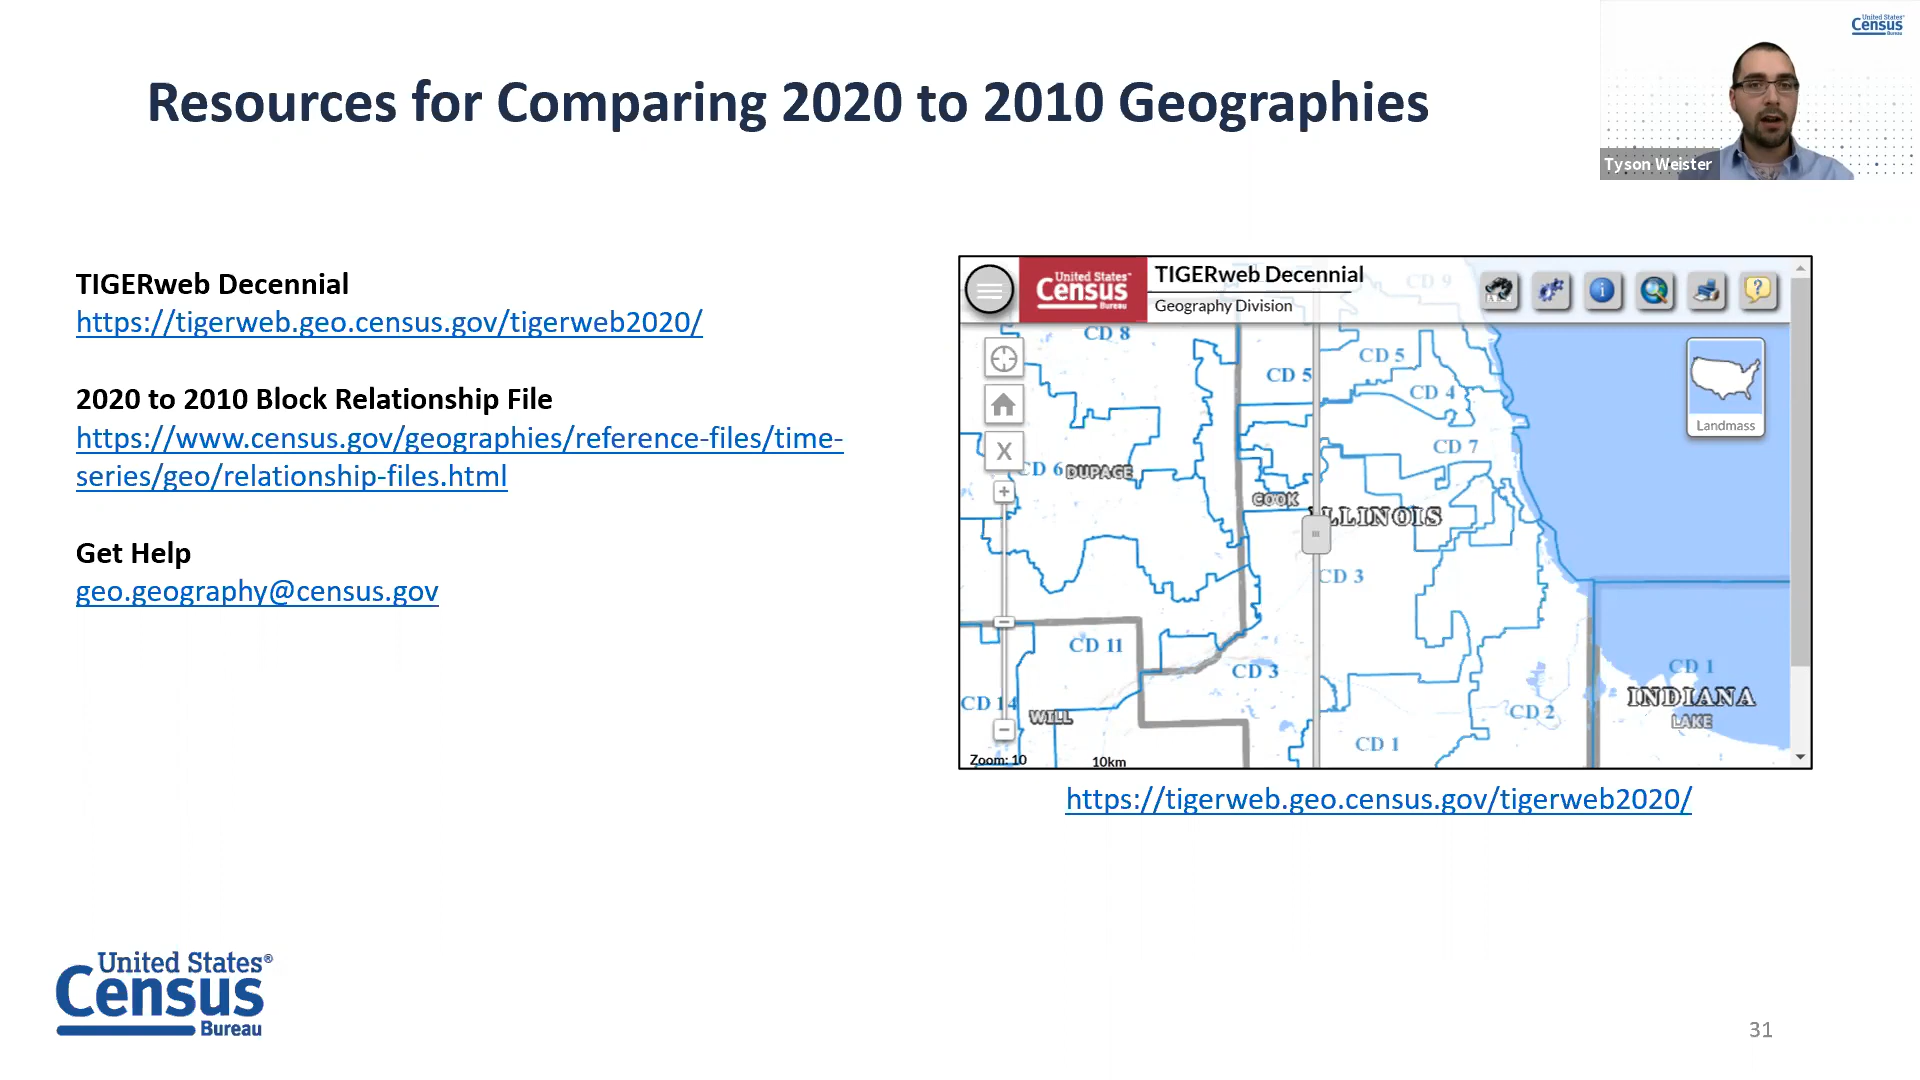 United States®
Census
Bureau
Tyson Weister
Resources for Comparing 2020 to 2010 Geographies
TIGERweb Decennial
https://tigerweb.geo.census.gov/tigerweb2020/
2020 to 2010 Block Relationship File
https://www.census.gov/geographies/reference-files/time-
series/geo/relationship-files.html
Get Help
geo.geography@census.gov
United States™
Census
Bureau
TIGERweb Decennial
Geography Division
CD 9
CD 8
CD 5
CD 5
CD 4
Landmass
X
CD 7
CD 6
DUPAGE
COOK
ILLINOIS
CD 3
CD 11
CD 3
CD 1
CD 14
WILL
CD 2
INDIANA
LAKE
CD 1
Zoom: 10
10km
https://tigerweb.geo.census.gov/tigerweb2020/
United States®
Census
Bureau
31